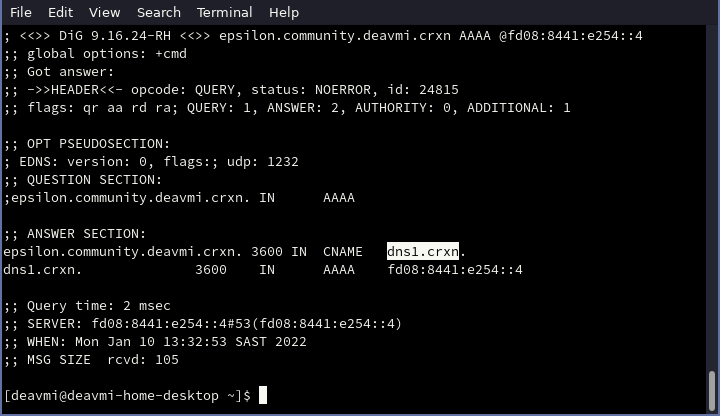 File Edit View Search Terminal Help
; <<>> DiG 9.16.24-RH <<>> epsilon.community.deavmi.crxn AAAA @fd08:8441:e254::4
;; global options: +cmd
;; Got answer:
;; ->>HEADER<<- opcode: QUERY, status: NOERROR, id: 24815
;; flags: qr aa rd ra; QUERY: 1, ANSWER: 2, AUTHORITY: 0, ADDITIONAL: 1
;; OPT PSEUDOSECTION:
; EDNS: version: 0, flags:; udp: 1232
;; QUESTION SECTION:
;epsilon.community.deavmi.crxn. IN AAAA
;; ANSWER SECTION:
epsilon.community.deavmi.crxn. 3600 IN CNAME dns1.crxn.
dns1.crxn. 3600 IN AAAA fd08:8441:e254::4
;; Query time: 2 msec
;; SERVER: fd08:8441:e254::4#53(fd08:8441:e254::4)
;; WHEN: Mon Jan 10 13:32:53 SAST 2022
;; MSG SIZE rcvd: 105
[deavmi@deavmi-home-desktop ~]$